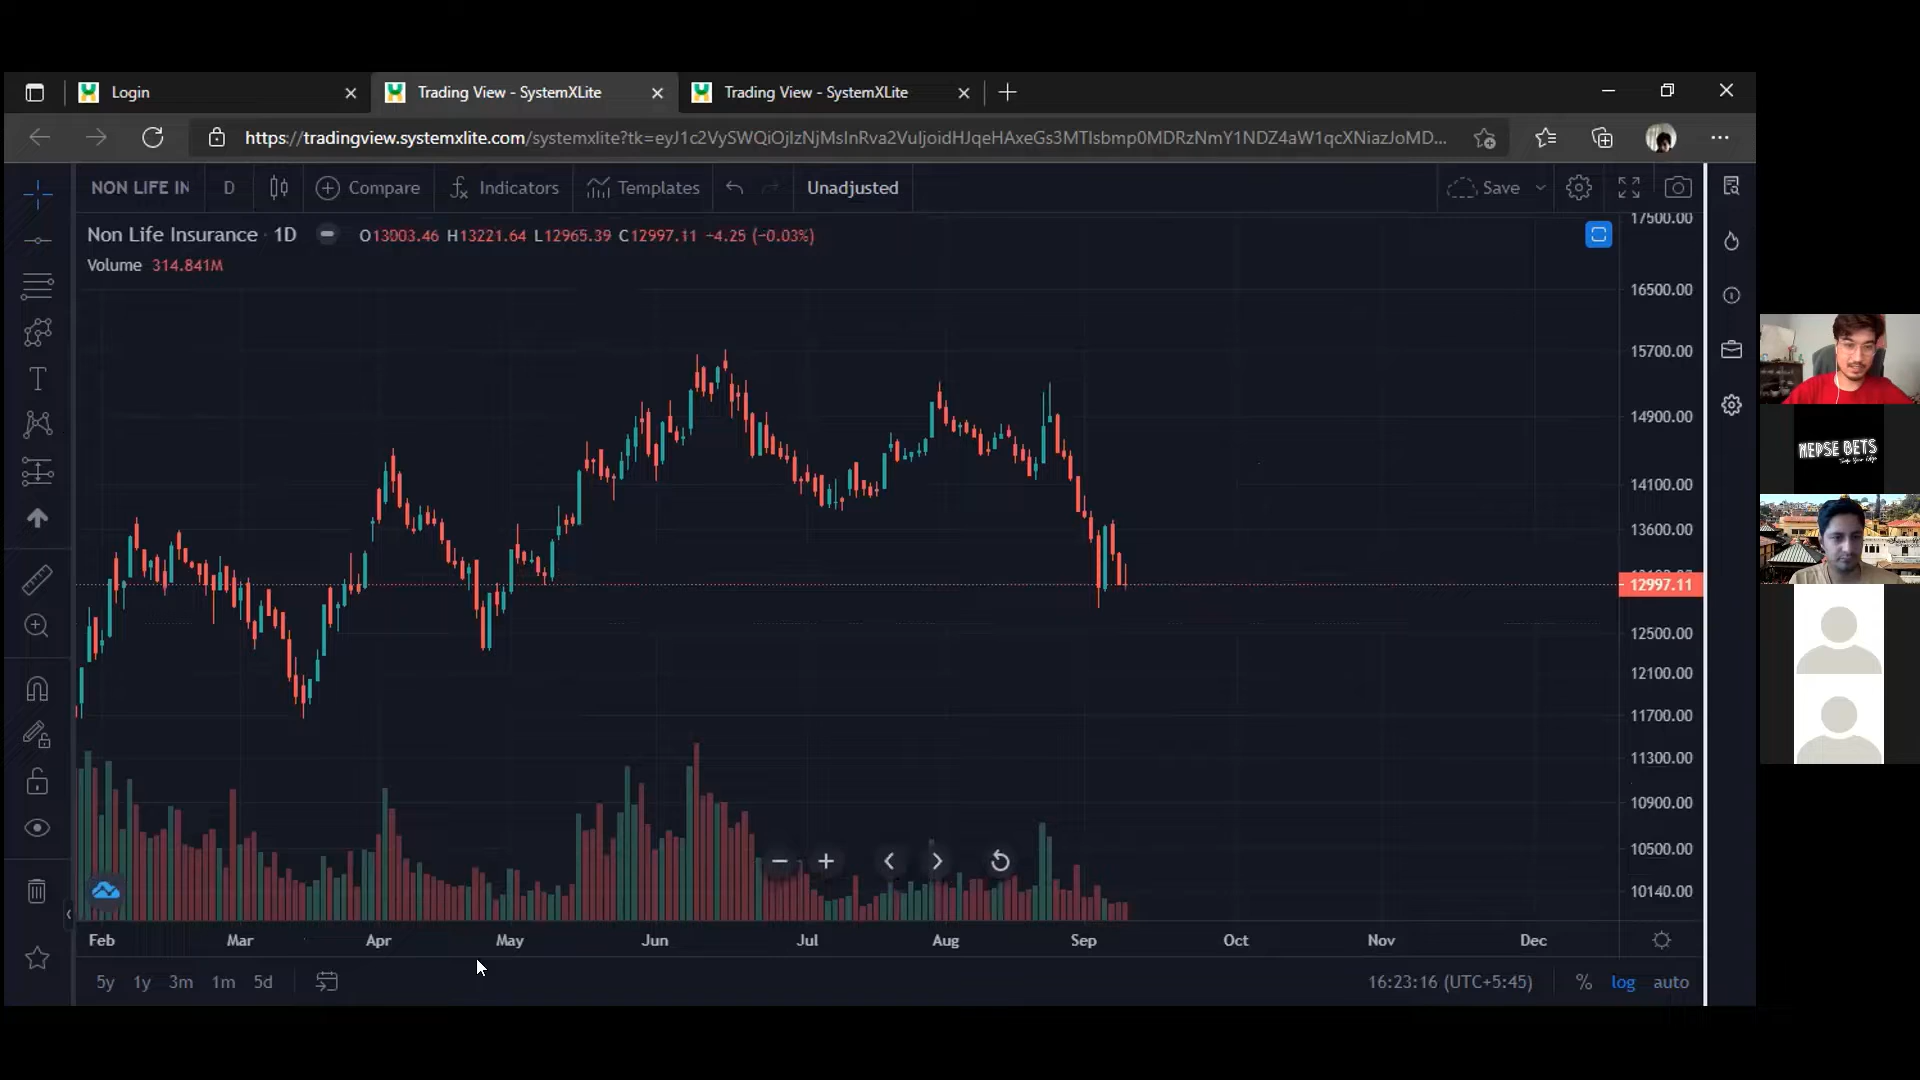 Login
Trading View - SystemXLite
Trading View - SystemXLite
https://tradingview.systemxlite.com/systemxlite?tk=
NON LIFE IN D Compare Indicators Templates Unadjusted Save
Non Life Insurance · 1D O13003.46 H13221.64 L12965.39 C12997.11 −4.25 (−0.03%)
Volume 314.841M
17500.00
16500.00
15700.00
14900.00
14100.00
13600.00
12997.11
12500.00
12100.00
11700.00
11300.00
10900.00
10500.00
10140.00
Feb Mar Apr May Jun Jul Aug Sep Oct Nov Dec
5y 1y 3m 1m 5d 16:23:16 (UTC+5:45) % log auto
NEPSE BETS